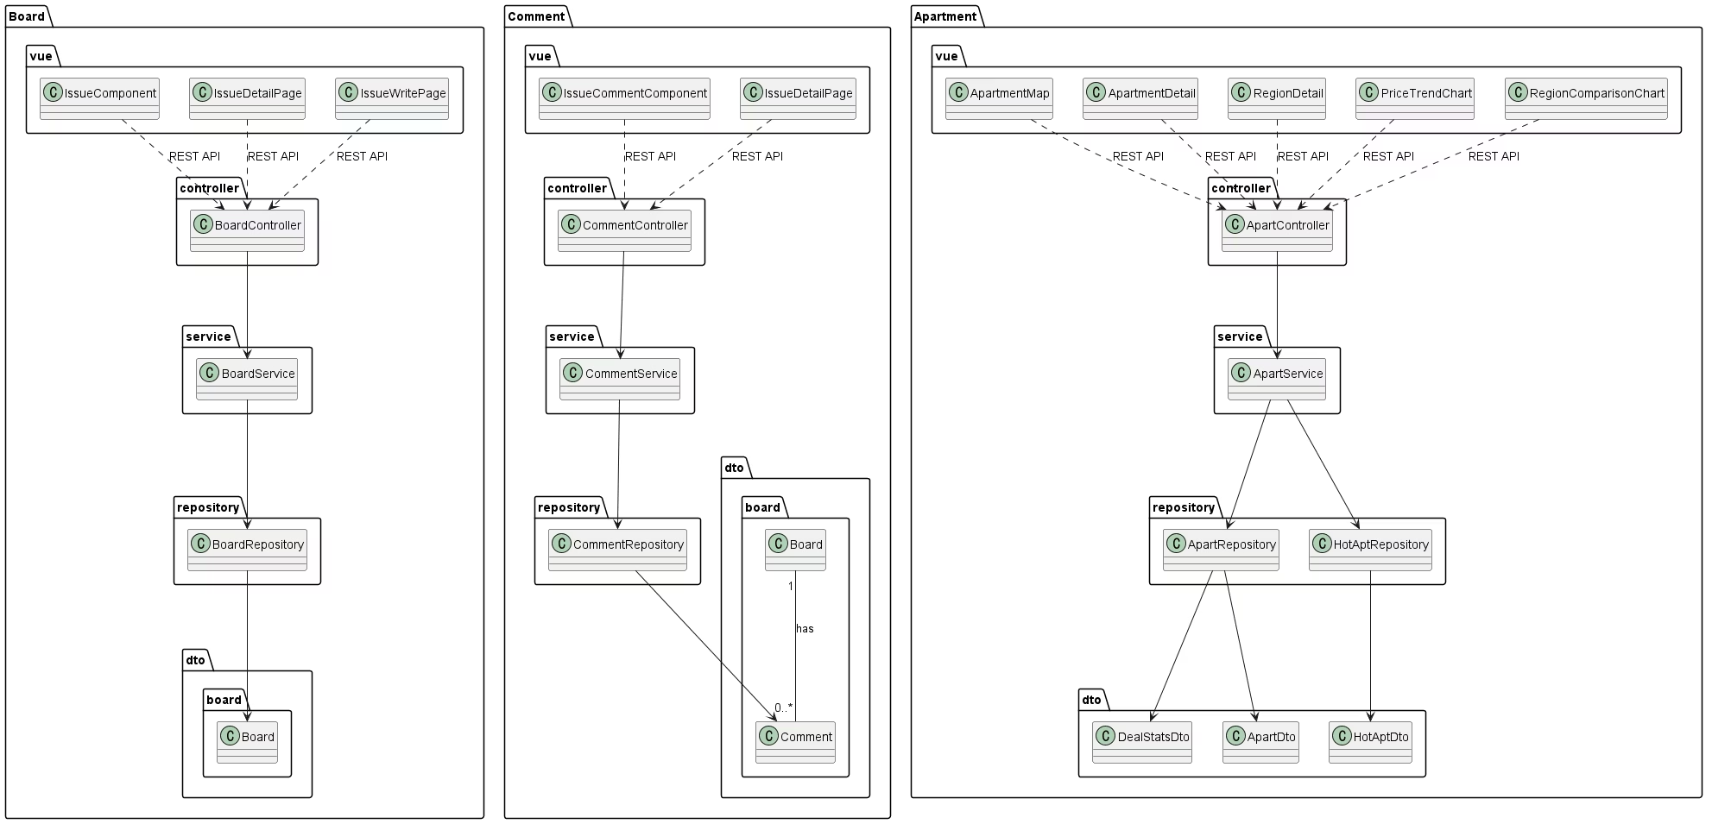 Board
vue
C IssueComponent
C IssueDetailPage
C IssueWritePage
REST API
REST API
REST API
controller
C BoardController
service
C BoardService
repository
C BoardRepository
dto
board
C Board
Comment
vue
C IssueCommentComponent
C IssueDetailPage
REST API
REST API
controller
C CommentController
service
C CommentService
repository
C CommentRepository
dto
board
C Board
1
has
0..*
C Comment
Apartment
vue
C ApartmentMap
C ApartmentDetail
C RegionDetail
C PriceTrendChart
C RegionComparisonChart
REST API
REST API
REST API
REST API
REST API
controller
C ApartController
service
C ApartService
repository
C ApartRepository
C HotAptRepository
dto
C DealStatsDto
C ApartDto
C HotAptDto